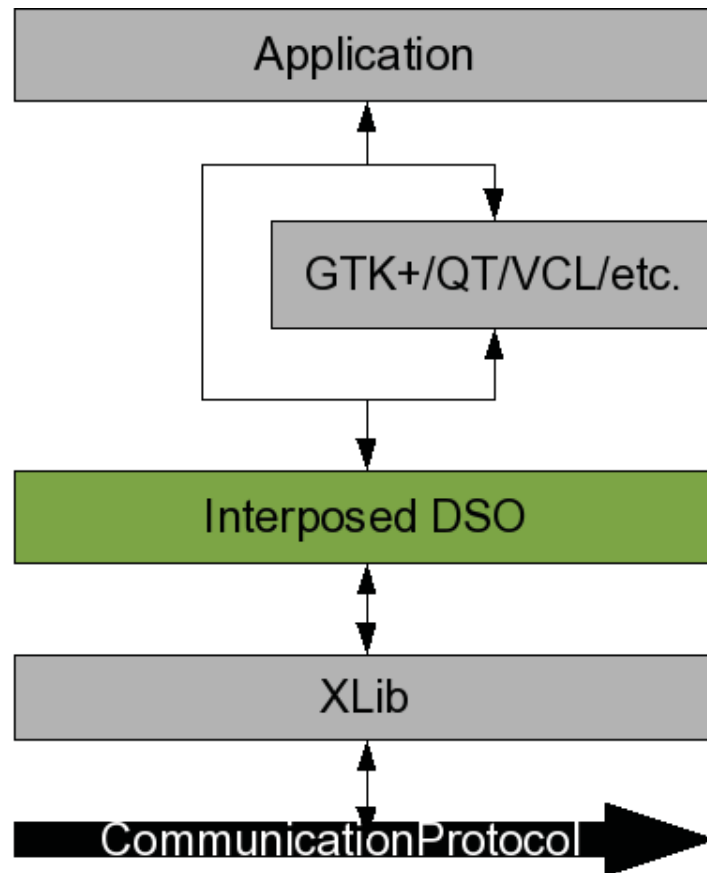 Application
GTK+/QT/VCL/etc.
Interposed DSO
XLib
CommunicationProtocol